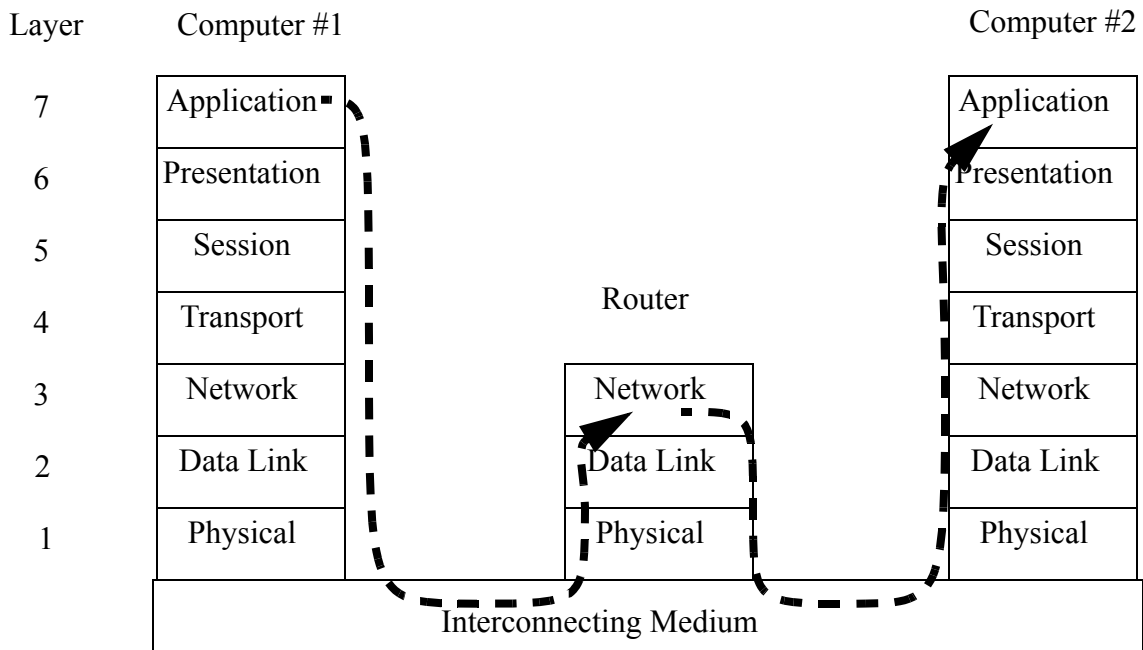 Layer Computer #1 Computer #2
7 Application Application
6 Presentation Presentation
5 Session Session
Router
4 Transport Transport
3 Network Network Network
2 Data Link Data Link Data Link
1 Physical Physical Physical
Interconnecting Medium